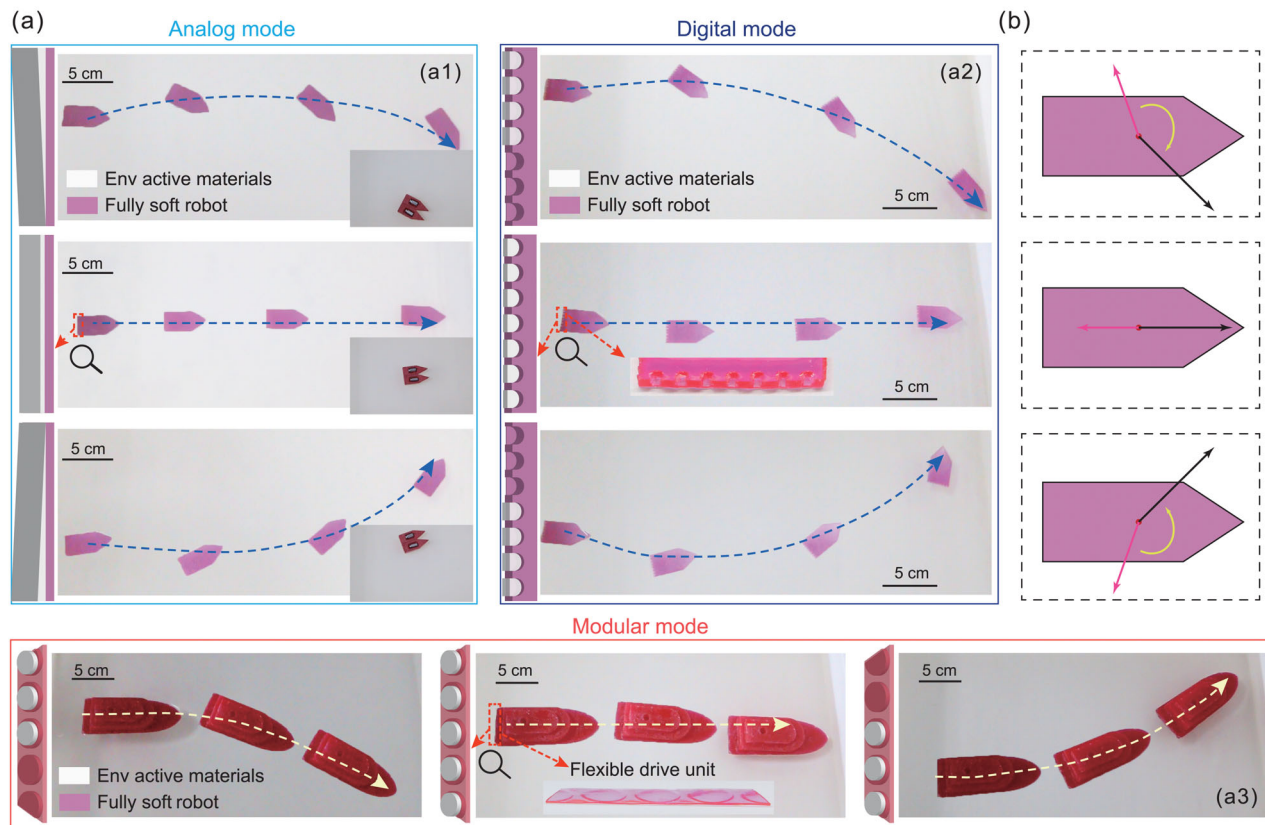 (a)
Analog mode
Digital mode
(b)
5 cm
(a1)
Env active materials
Fully soft robot
(a2)
Env active materials
Fully soft robot
5 cm
5 cm
5 cm
5 cm
5 cm
Modular mode
5 cm
Env active materials
Fully soft robot
5 cm
Flexible drive unit
5 cm
(a3)